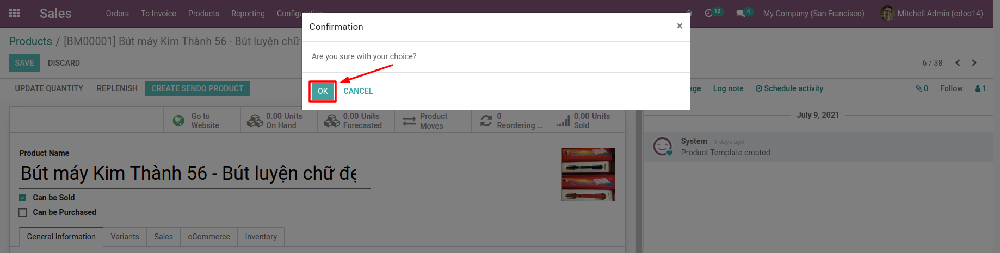 Sales Orders To Invoice Products Reporting 12 4 My Company (San Francisco) Mitchell Admin (odoo14)
Confirmation ×
Products / [BM00001] Bút máy Kim Thành 56 - Bút luyện chữ
Are you sure with your choice?
SAVE DISCARD
6 / 38
OK CANCEL
UPDATE QUANTITY REPLENISH CREATE SENDO PRODUCT
Log note Schedule activity 0 Follow 1
Go to
Website
0.00 Units
On Hand
0.00 Units
Forecasted
Product
Moves
0
Reordering ...
0.00 Units
Sold
July 9, 2021
System - 3 days ago
Product Template created
Product Name
Bút máy Kim Thành 56 - Bút luyện chữ
Can be Sold
Can be Purchased
General Information Variants Sales eCommerce Inventory